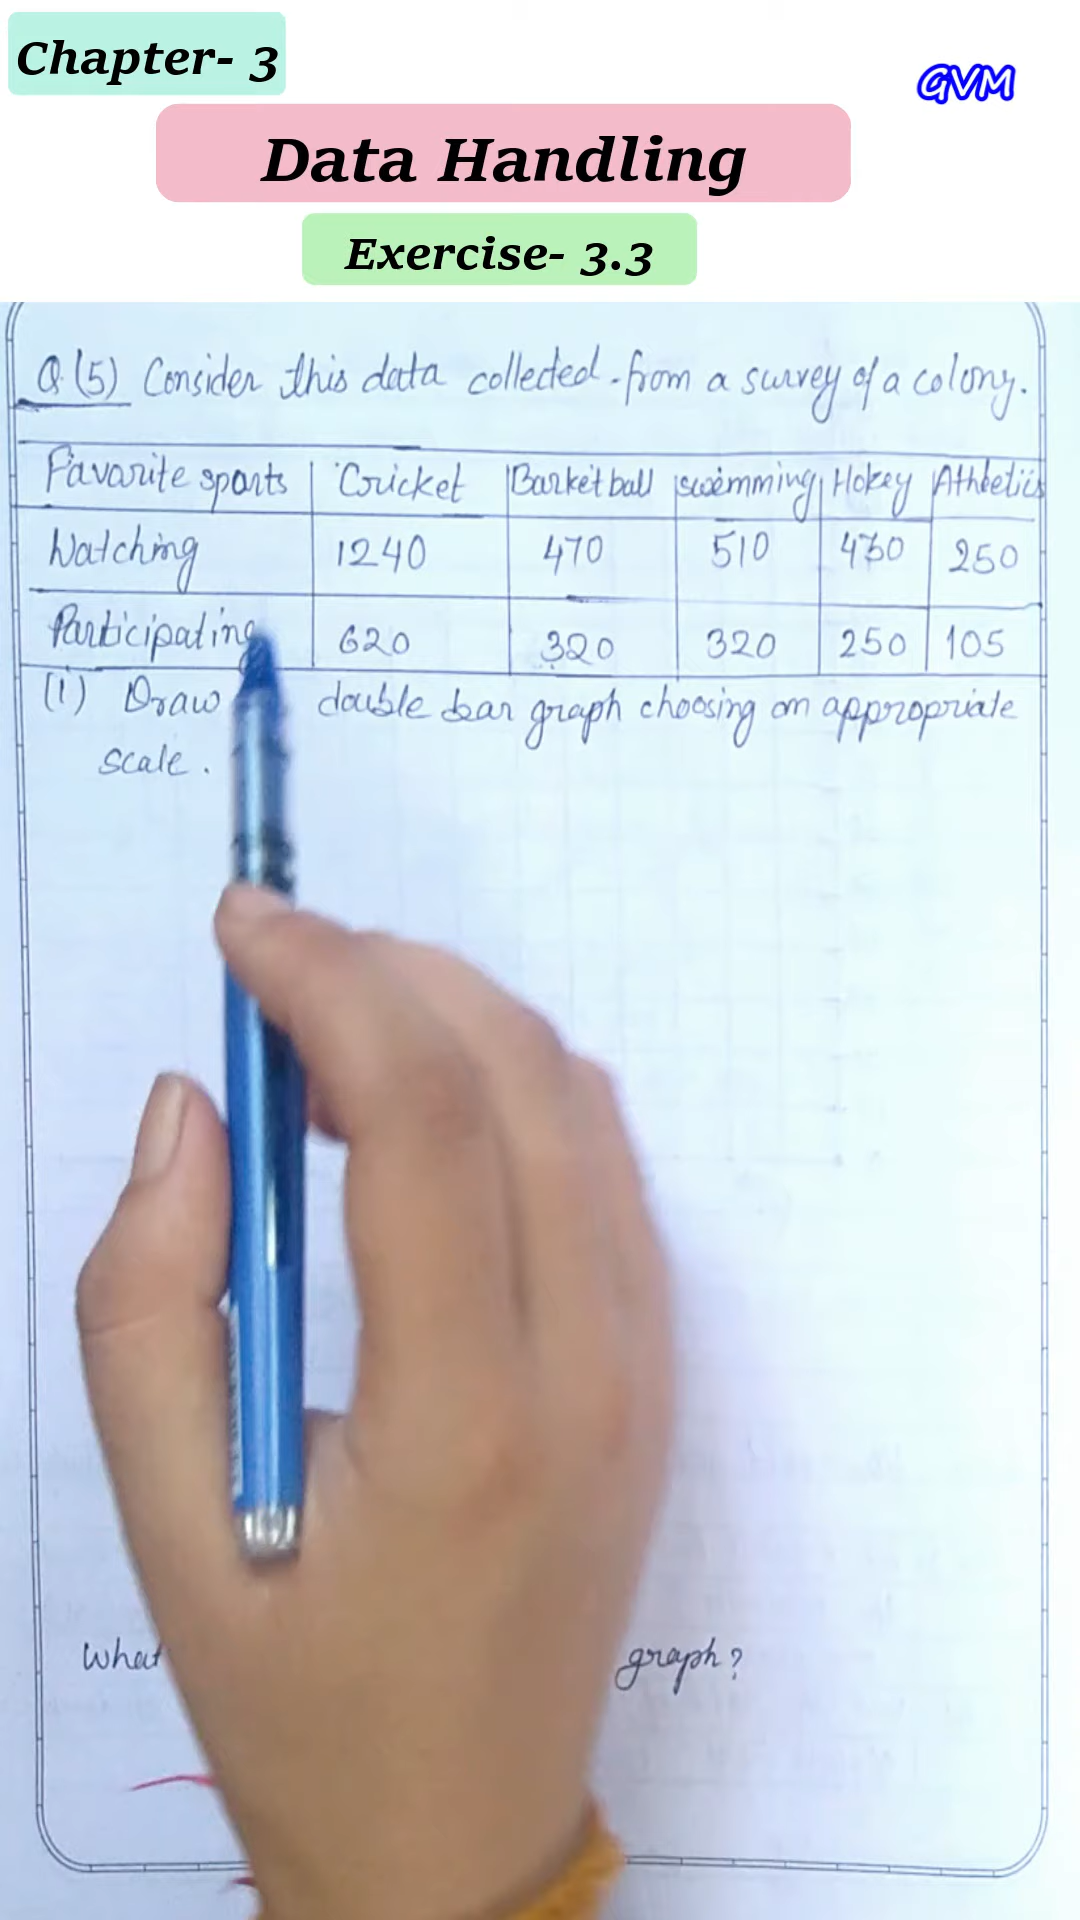 Chapter- 3
GVM
Data Handling
Exercise- 3.3
Q.(5) Consider this data collected from a survey of a colony.
Favorite sports Cricket Barketball swimming Hokey Athletics
Watching 1240 470 510 430 250
Participating 620 320 320 250 105
(i) Draw double bar graph choosing an appropriate
scale.
What graph?